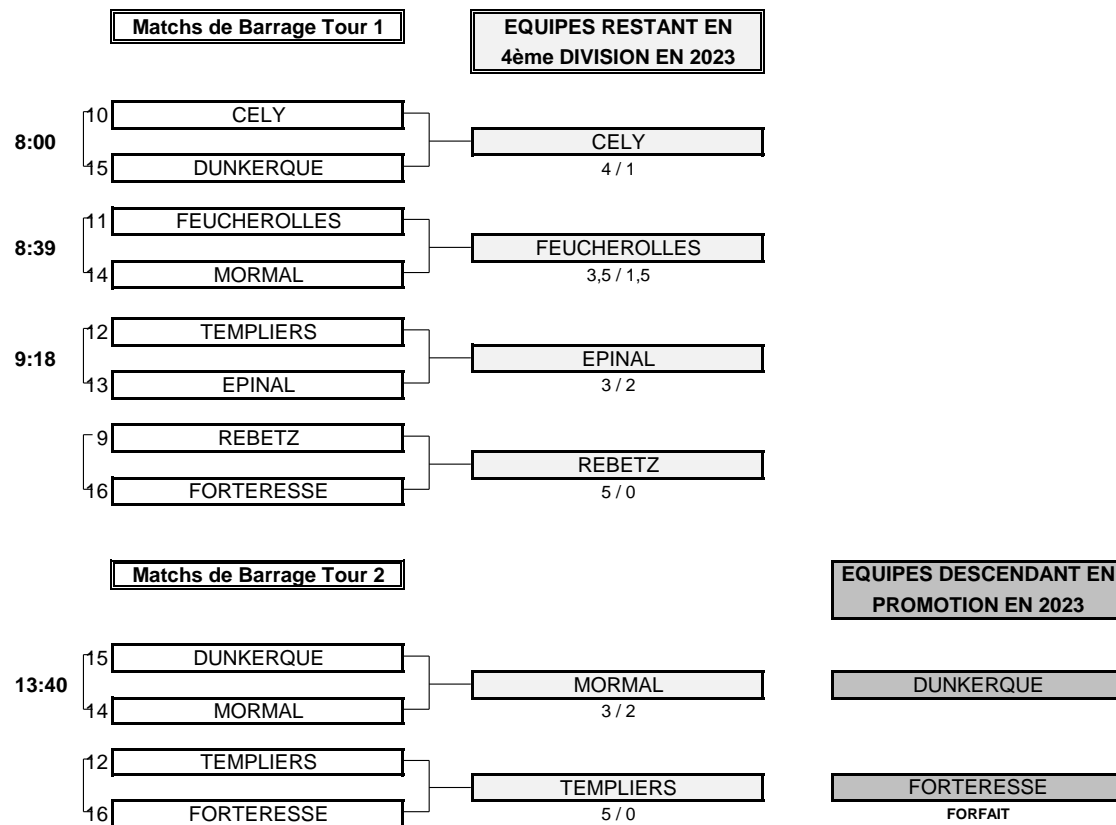 Matchs de Barrage Tour 1
EQUIPES RESTANT EN
4ème DIVISION EN 2023
10 CELY
8:00 CELY
15 DUNKERQUE 4 / 1
11 FEUCHEROLLES
8:39 FEUCHEROLLES
14 MORMAL 3,5 / 1,5
12 TEMPLIERS
9:18 EPINAL
13 EPINAL 3 / 2
9 REBETZ
REBETZ
16 FORTERESSE 5 / 0
Matchs de Barrage Tour 2
EQUIPES DESCENDANT EN
PROMOTION EN 2023
15 DUNKERQUE
13:40 MORMAL DUNKERQUE
14 MORMAL 3 / 2
12 TEMPLIERS
TEMPLIERS FORTERESSE
16 FORTERESSE 5 / 0 FORFAIT